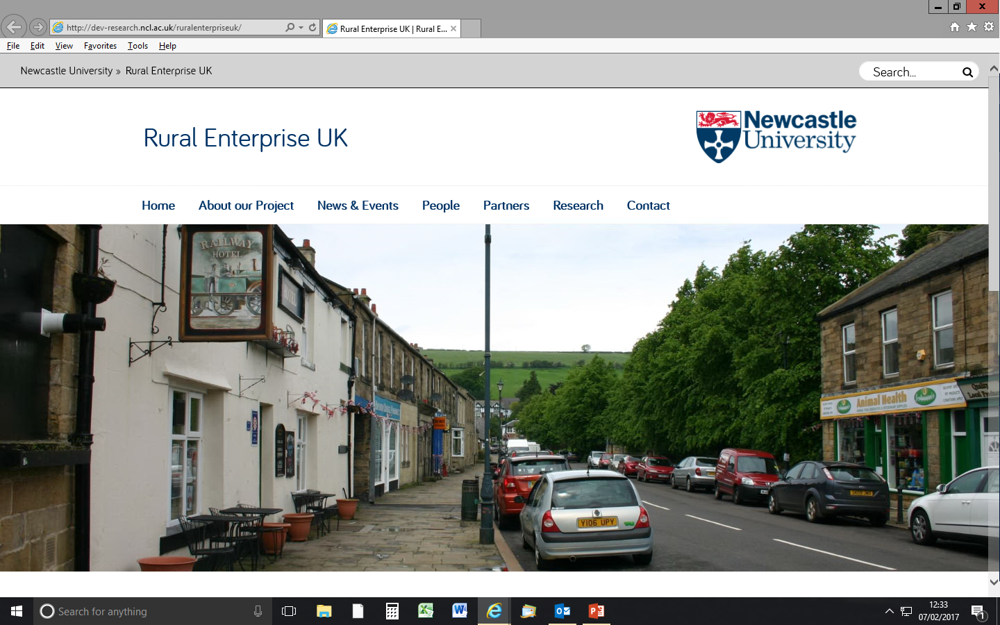 http://dev-research.ncl.ac.uk/ruralenterpriseuk/
Rural Enterprise UK | Rural E...
File Edit View Favorites Tools Help
Newcastle University » Rural Enterprise UK
Search...
Rural Enterprise UK
Newcastle
University
Home About our Project News & Events People Partners Research Contact
RAILWAY
HOTEL
Animal Health
Y106 UPY
Search for anything
12:33
07/02/2017
1